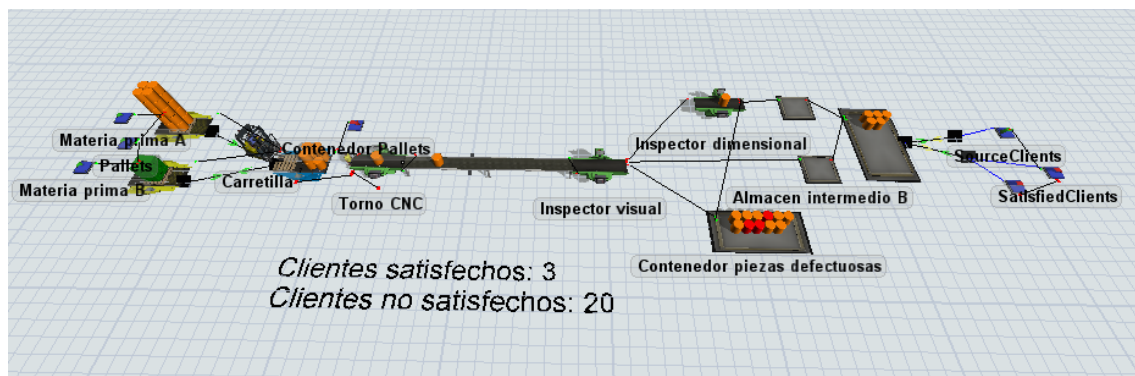 Materia prima A
Pallets
Materia prima B
Contenedor Pallets
Carretilla
Torno CNC
Inspector visual
Inspector dimensional
Almacen intermedio B
Contenedor piezas defectuosas
SourceClients
SatisfiedClients
Clientes satisfechos: 3
Clientes no satisfechos: 20